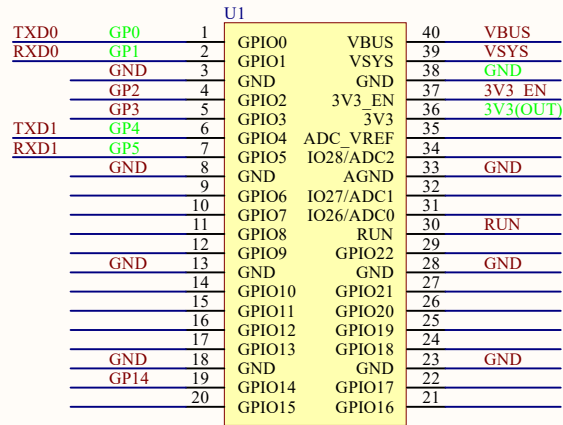 U1
TXD0 GP0 1 GPIO0 VBUS 40 VBUS
RXD0 GP1 2 GPIO1 VSYS 39 VSYS
GND 3 GND GND 38 GND
GP2 4 GPIO2 3V3_EN 37 3V3_EN
GP3 5 GPIO3 3V3 36 3V3(OUT)
TXD1 GP4 6 GPIO4 ADC_VREF 35
RXD1 GP5 7 GPIO5 IO28/ADC2 34
GND 8 GND AGND 33 GND
9 GPIO6 IO27/ADC1 32
10 GPIO7 IO26/ADC0 31
11 GPIO8 RUN 30 RUN
12 GPIO9 GPIO22 29
GND 13 GND GND 28 GND
14 GPIO10 GPIO21 27
15 GPIO11 GPIO20 26
16 GPIO12 GPIO19 25
17 GPIO13 GPIO18 24
GND 18 GND GND 23 GND
GP14 19 GPIO14 GPIO17 22
20 GPIO15 GPIO16 21